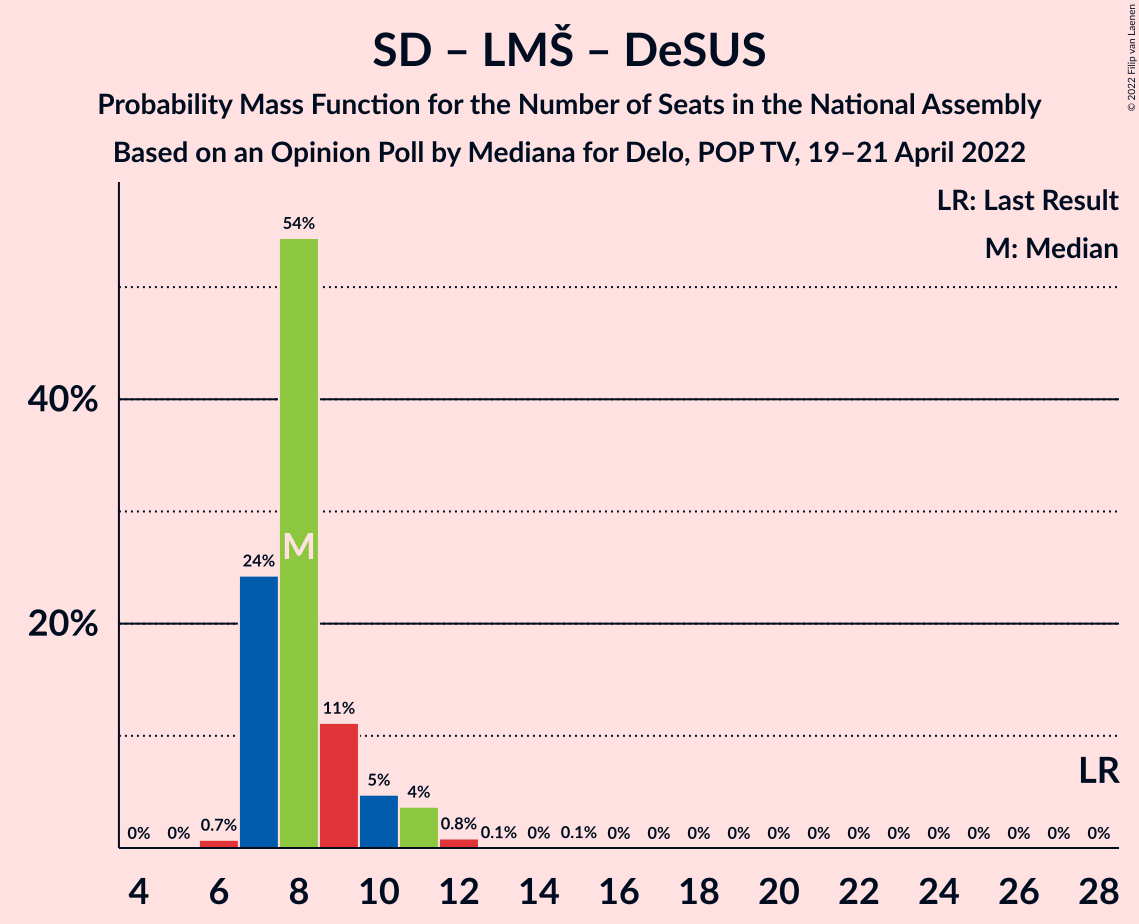 SD – LMŠ – DeSUS
Probability Mass Function for the Number of Seats in the National Assembly
Based on an Opinion Poll by Mediana for Delo, POP TV, 19–21 April 2022
© 2022 Filip van Laenen
LR: Last Result
M: Median
54%
40%
M
24%
20%
11%
LR
5%
4%
0% 0% 0.7% 0.8% 0.1% 0% 0.1% 0% 0% 0% 0% 0% 0% 0% 0% 0% 0% 0% 0% 0%
4 6 8 10 12 14 16 18 20 22 24 26 28